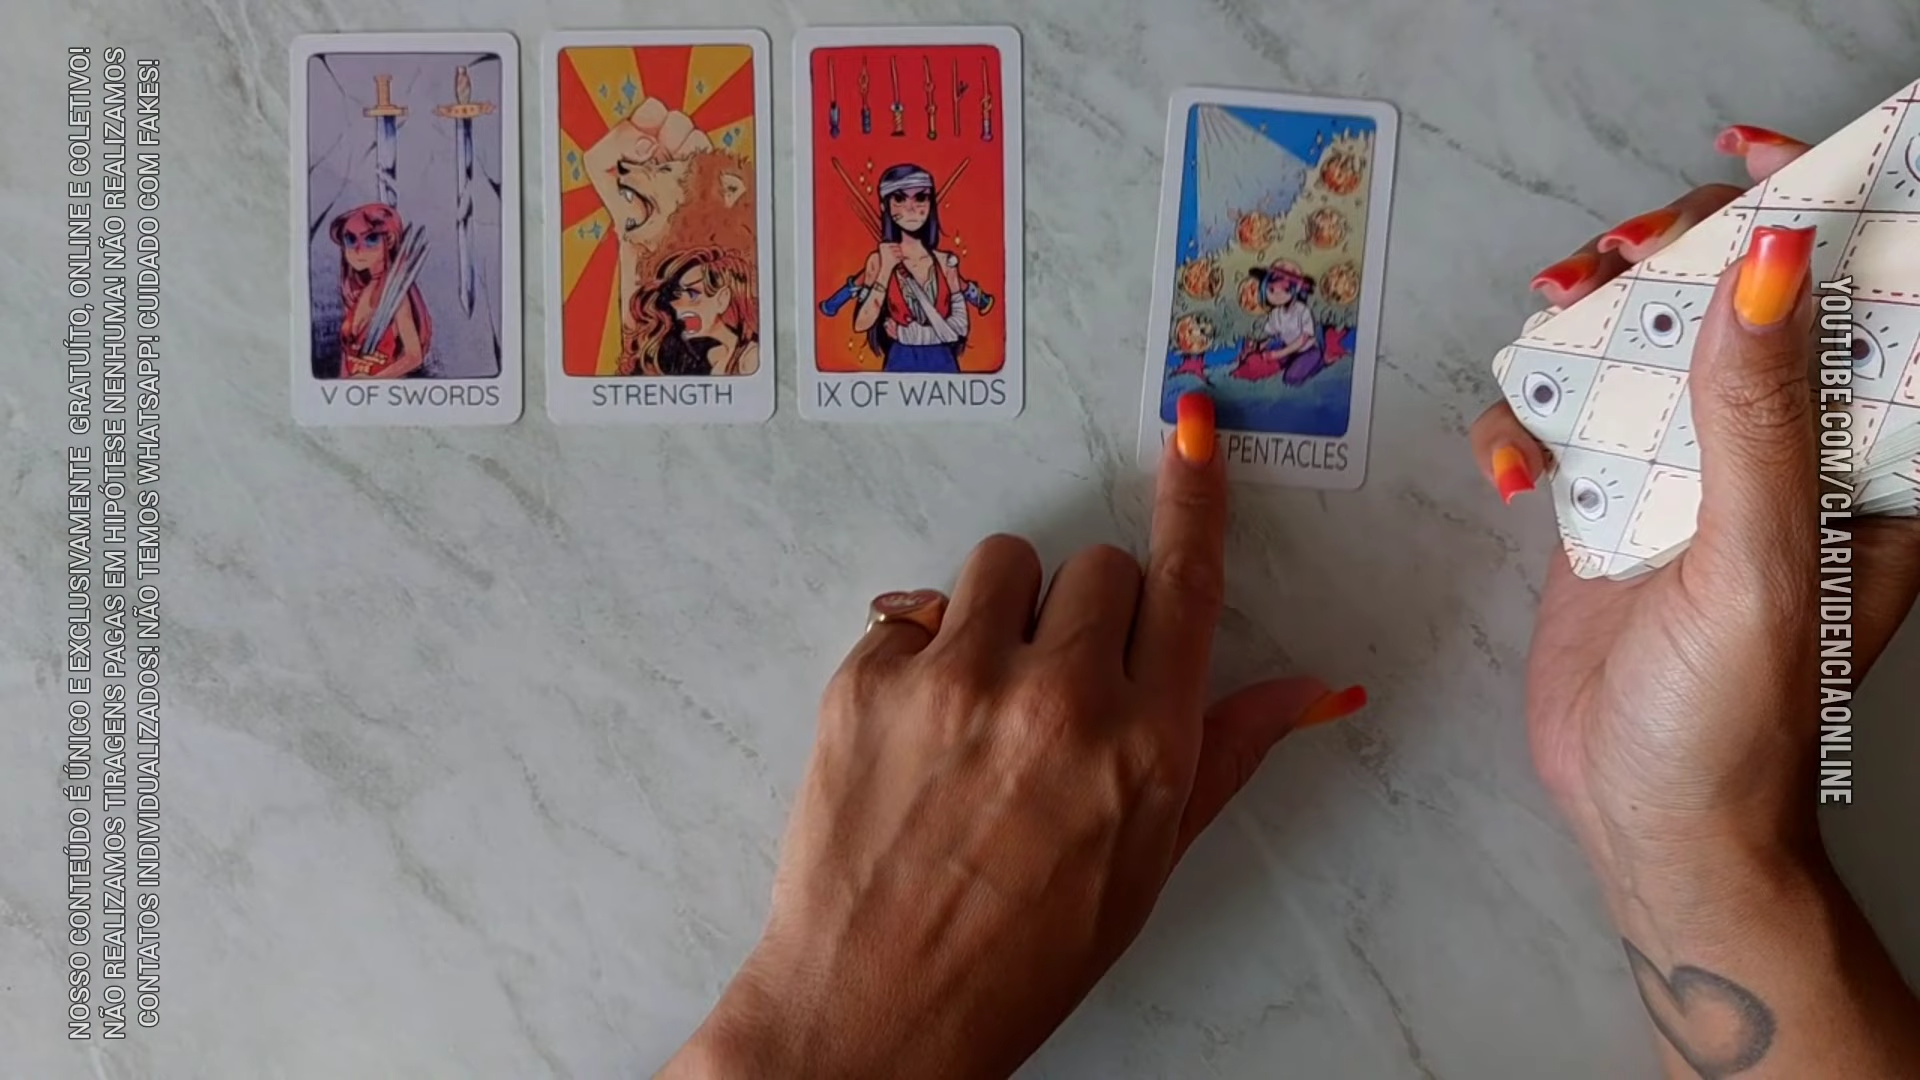 NOSSO CONTEÚDO É ÚNICO E EXCLUSIVAMENTE GRATUÍTO, ONLINE E COLETIVO!
NÃO REALIZAMOS TIRAGENS PAGAS EM HIPÓTESE NENHUMA! NÃO REALIZAMOS
CONTATOS INDIVIDUALIZADOS! NÃO TEMOS WHATSAPP! CUIDADO COM FAKES!
V OF SWORDS
STRENGTH
IX OF WANDS
PENTACLES
YOUTUBE.COM/CLARIVIDENCIAONLINE